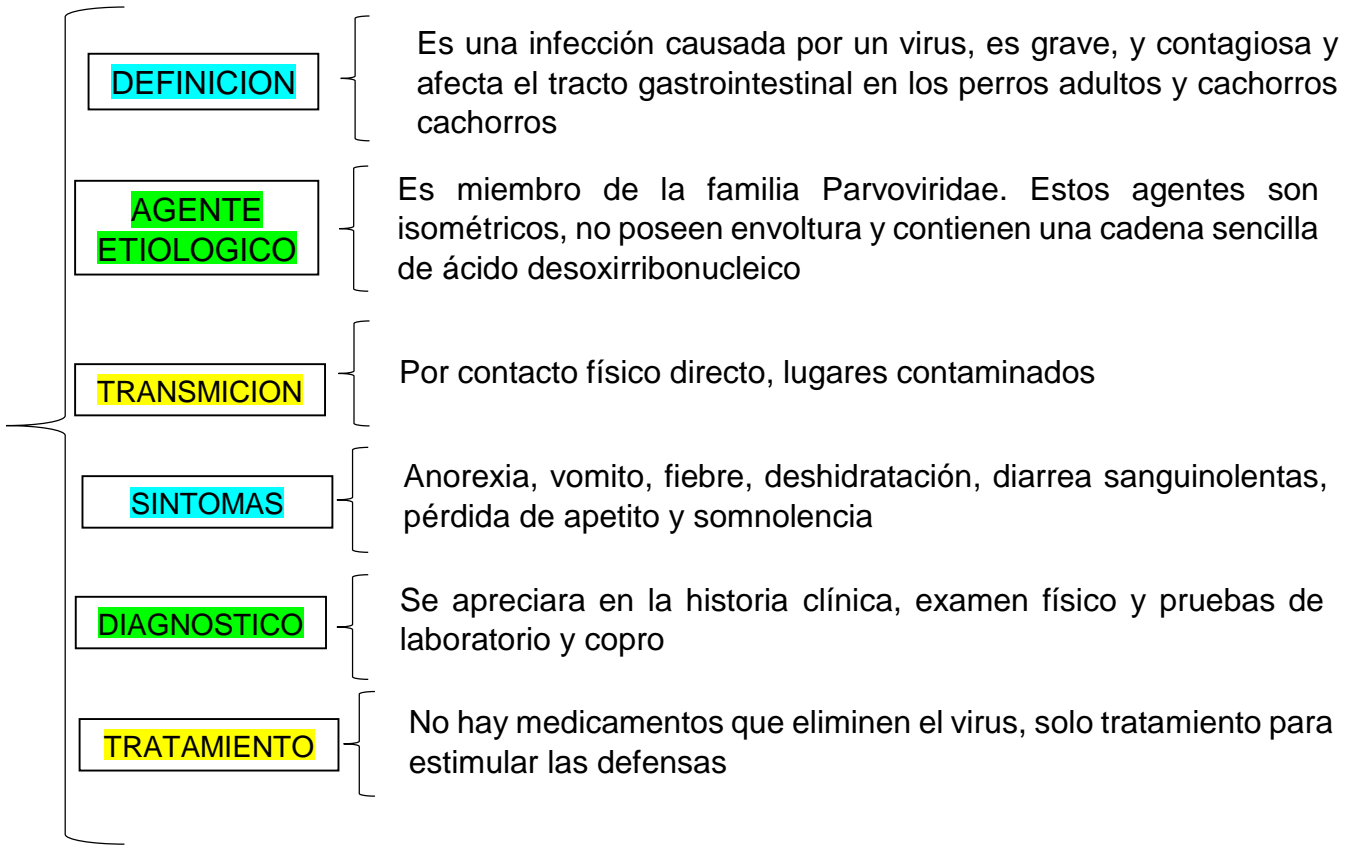 DEFINICION
Es una infección causada por un virus, es grave, y contagiosa y
afecta el tracto gastrointestinal en los perros adultos y cachorros
cachorros
AGENTE
ETIOLOGICO
Es miembro de la familia Parvoviridae. Estos agentes son
isométricos, no poseen envoltura y contienen una cadena sencilla
de ácido desoxirribonucleico
TRANSMICION
Por contacto físico directo, lugares contaminados
SINTOMAS
Anorexia, vomito, fiebre, deshidratación, diarrea sanguinolentas,
pérdida de apetito y somnolencia
DIAGNOSTICO
Se apreciara en la historia clínica, examen físico y pruebas de
laboratorio y copro
TRATAMIENTO
No hay medicamentos que eliminen el virus, solo tratamiento para
estimular las defensas